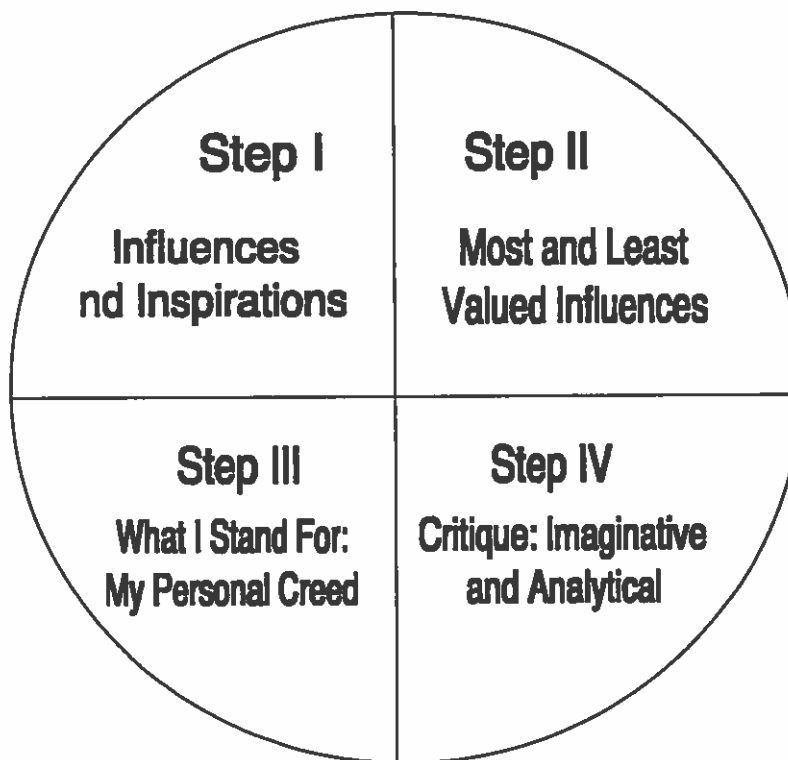 Step I
Influences
nd Inspirations
Step II
Most and Least
Valued Influences
Step III
What I Stand For:
My Personal Creed
Step IV
Critique: Imaginative
and Analytical